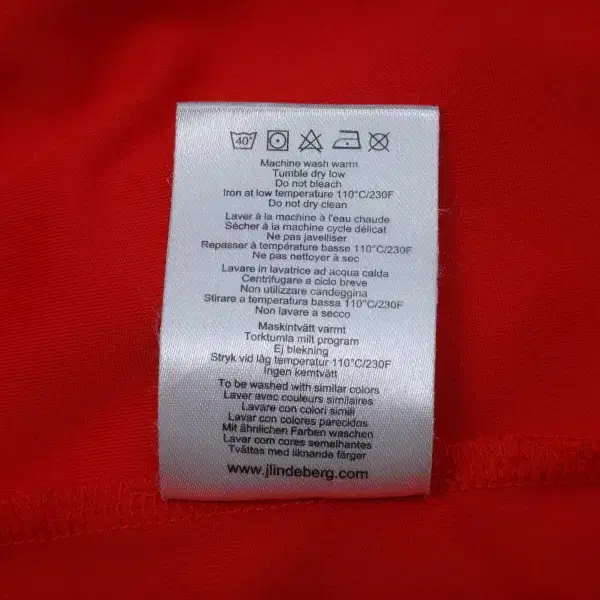 40°
Machine wash warm
Tumble dry low
Do not bleach
Iron at low temperature 110°C/230F
Do not dry clean
Laver à la machine à l'eau chaude
Sécher à la machine cycle délicat
Ne pas javelliser
Repasser à température basse 110°C/230F
Ne pas nettoyer à sec
Lavare in lavatrice ad acqua calda
Centrifugare a ciclo breve
Non utilizzare candeggina
Stirare a temperatura bassa 110°C/230F
Non lavare a secco
Maskintvätt varmt
Torktumla milt program
Ej blekning
Stryk vid låg temperatur 110°C/230F
Ingen kemtvätt
To be washed with similar colors
Laver avec couleurs similaires
Lavare con colori simili
Lavar con colores parecidas
Mit ähnlichen Farben waschen
Lavar com cores semelhantes
Tvättas med liknande färger
www.jlindeberg.com